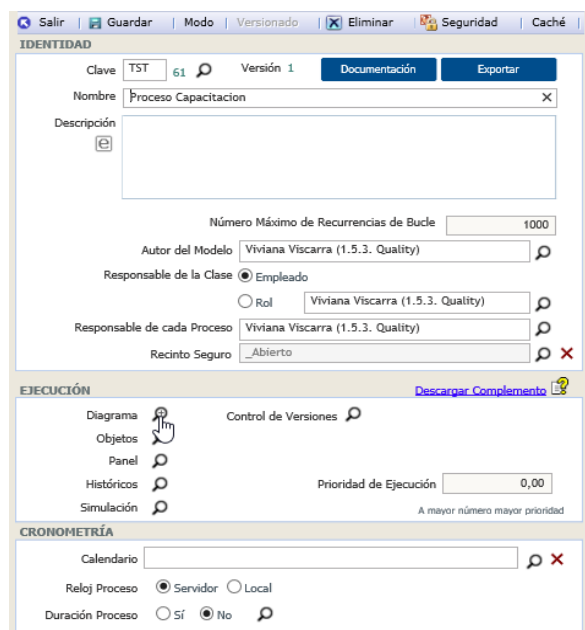 Salir | Guardar | Modo | Versionado | Eliminar | Seguridad | Caché |
IDENTIDAD
Clave TST 61 Versión 1 Documentación Exportar
Nombre Proceso Capacitacion
Descripción
Número Máximo de Recurrencias de Bucle 1000
Autor del Modelo Viviana Viscarra (1.5.3. Quality)
Responsable de la Clase Empleado
Rol Viviana Viscarra (1.5.3. Quality)
Responsable de cada Proceso Viviana Viscarra (1.5.3. Quality)
Recinto Seguro _Abierto
EJECUCIÓN Descargar Complemento
Diagrama Control de Versiones
Objetos
Panel
Históricos Prioridad de Ejecución 0,00
Simulación A mayor número mayor prioridad
CRONOMETRÍA
Calendario
Reloj Proceso Servidor Local
Duración Proceso Sí No